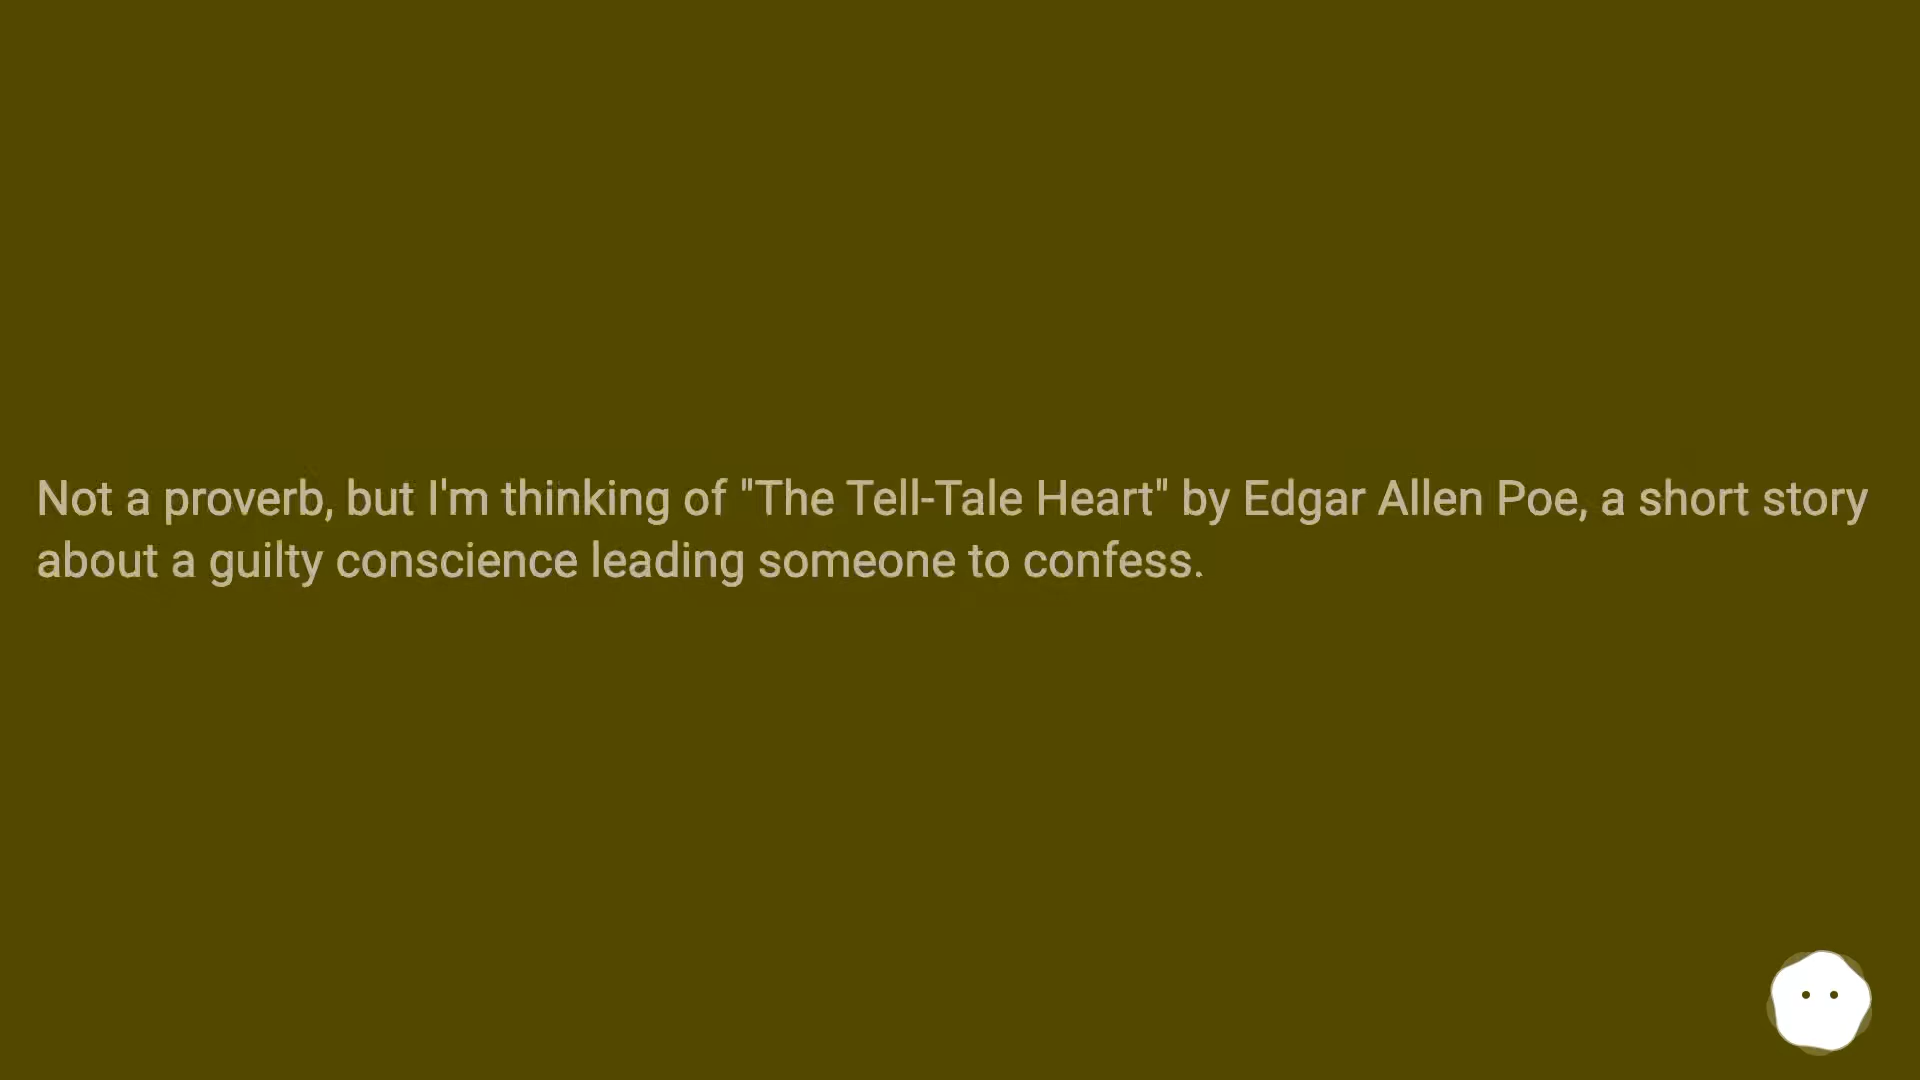 Not a proverb, but I'm thinking of "The Tell-Tale Heart" by Edgar Allen Poe, a short story
about a guilty conscience leading someone to confess.